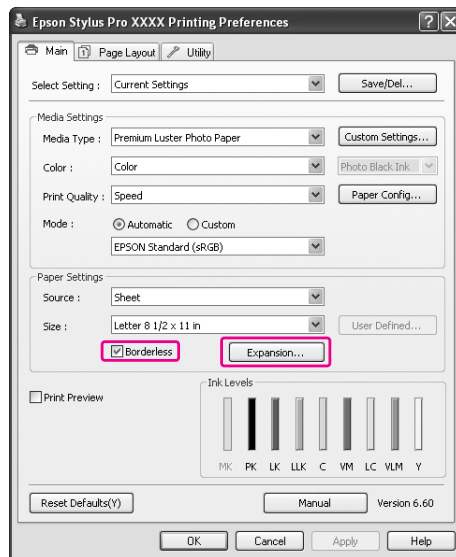 Epson Stylus Pro XXXX Printing Preferences
Main Page Layout Utility
Select Setting : Current Settings Save/Del...
Media Settings
Media Type : Premium Luster Photo Paper Custom Settings...
Color : Color Photo Black Ink
Print Quality : Speed Paper Config...
Mode : Automatic Custom
EPSON Standard (sRGB)
Paper Settings
Source : Sheet
Size : Letter 8 1/2 x 11 in User Defined...
Borderless Expansion...
Print Preview
Ink Levels
MK PK LK LLK C VM LC VLM Y
Reset Defaults(Y) Manual Version 6.60
OK Cancel Apply Help